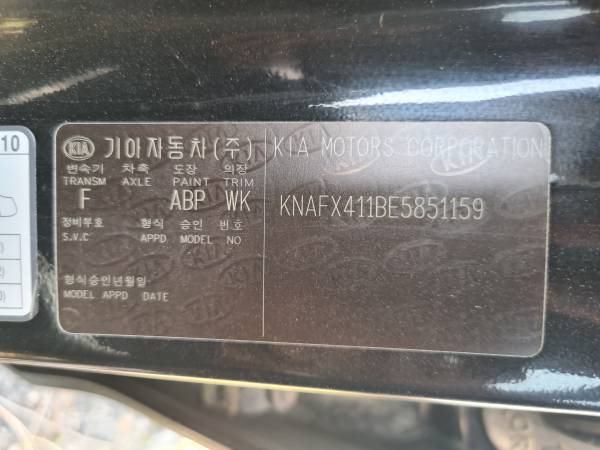 10
KIA 기아자동차(주)
변속기 차축 도장 의장
TRANSM AXLE PAINT TRIM
F ABP WK
정비부호 형식 승인 번호
S.V.C APPD MODEL NO
형식승인년월일
MODEL APPD DATE
KIA MOTORS CORPORATION
KNAFX411BE5851159